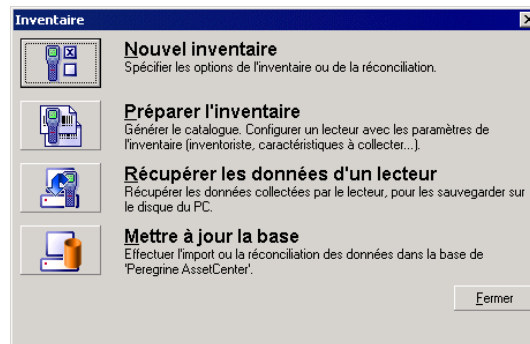 Inventaire
Nouvel inventaire
Spécifier les options de l'inventaire ou de la réconciliation.
Préparer l'inventaire
Générer le catalogue. Configurer un lecteur avec les paramètres de
l'inventaire (inventoriste, caractéristiques à collecter...).
Récupérer les données d'un lecteur
Récupérer les données collectées par le lecteur, pour les sauvegarder sur
le disque du PC.
Mettre à jour la base
Effectuer l'import ou la réconciliation des données dans la base de
'Peregrine AssetCenter'.
Fermer